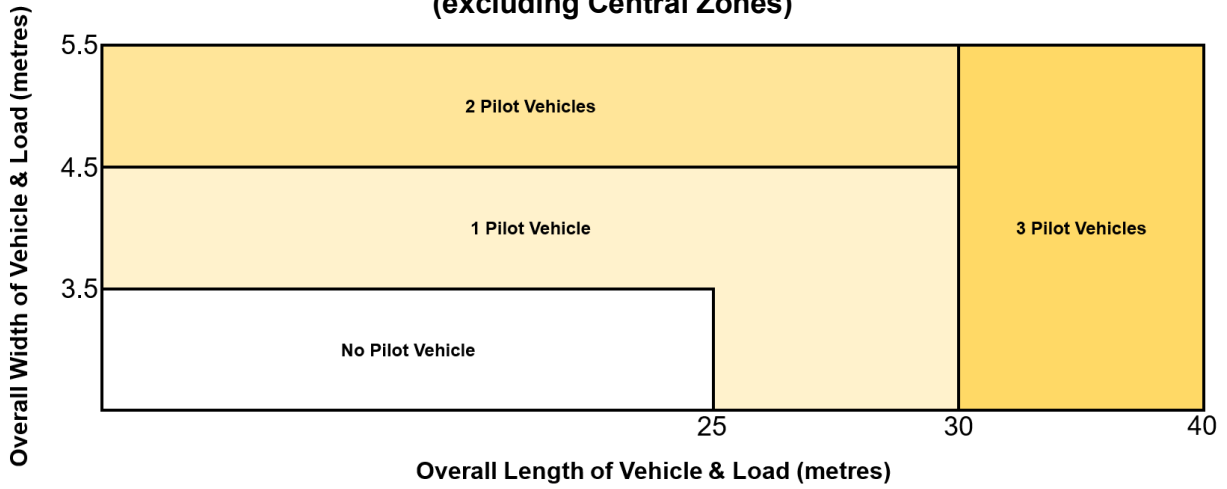 (excluding Central Zones)
Overall Width of Vehicle & Load (metres)
5.5
2 Pilot Vehicles
4.5
1 Pilot Vehicle
3 Pilot Vehicles
3.5
No Pilot Vehicle
25
30
40
Overall Length of Vehicle & Load (metres)